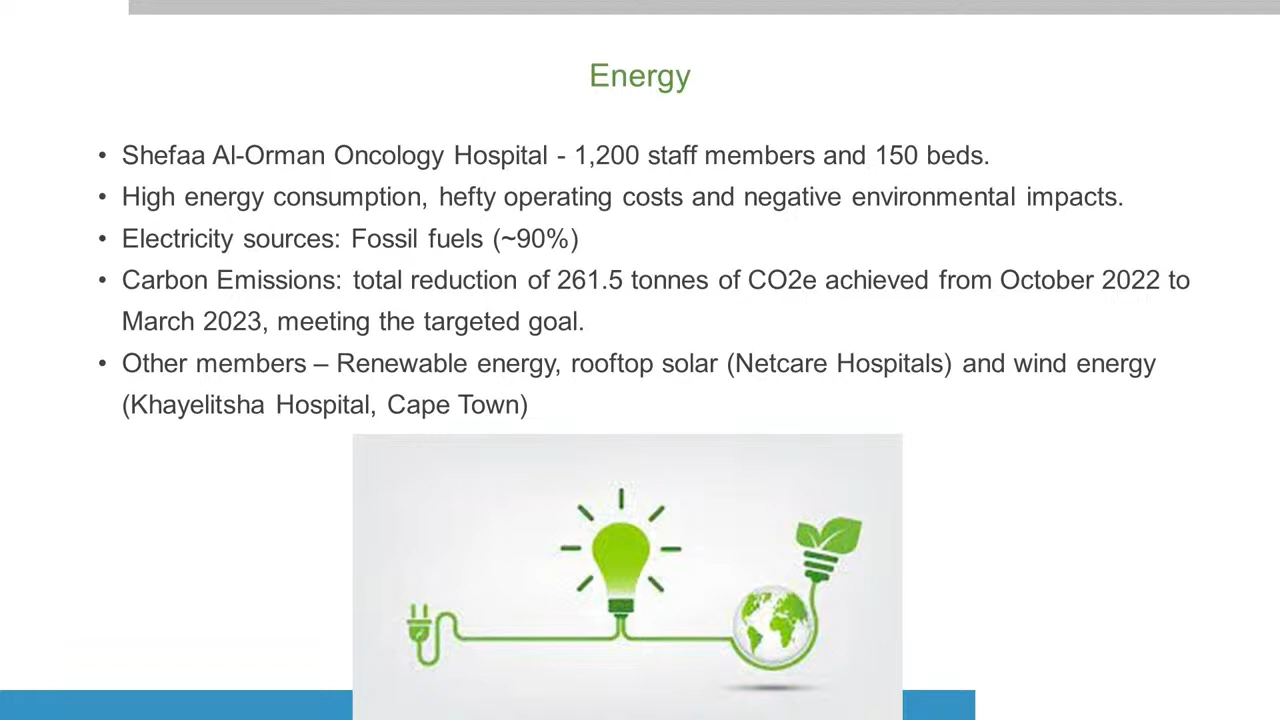 Energy
• Shefaa Al-Orman Oncology Hospital - 1,200 staff members and 150 beds.
• High energy consumption, hefty operating costs and negative environmental impacts.
• Electricity sources: Fossil fuels (~90%)
• Carbon Emissions: total reduction of 261.5 tonnes of CO2e achieved from October 2022 to
March 2023, meeting the targeted goal.
• Other members – Renewable energy, rooftop solar (Netcare Hospitals) and wind energy
(Khayelitsha Hospital, Cape Town)